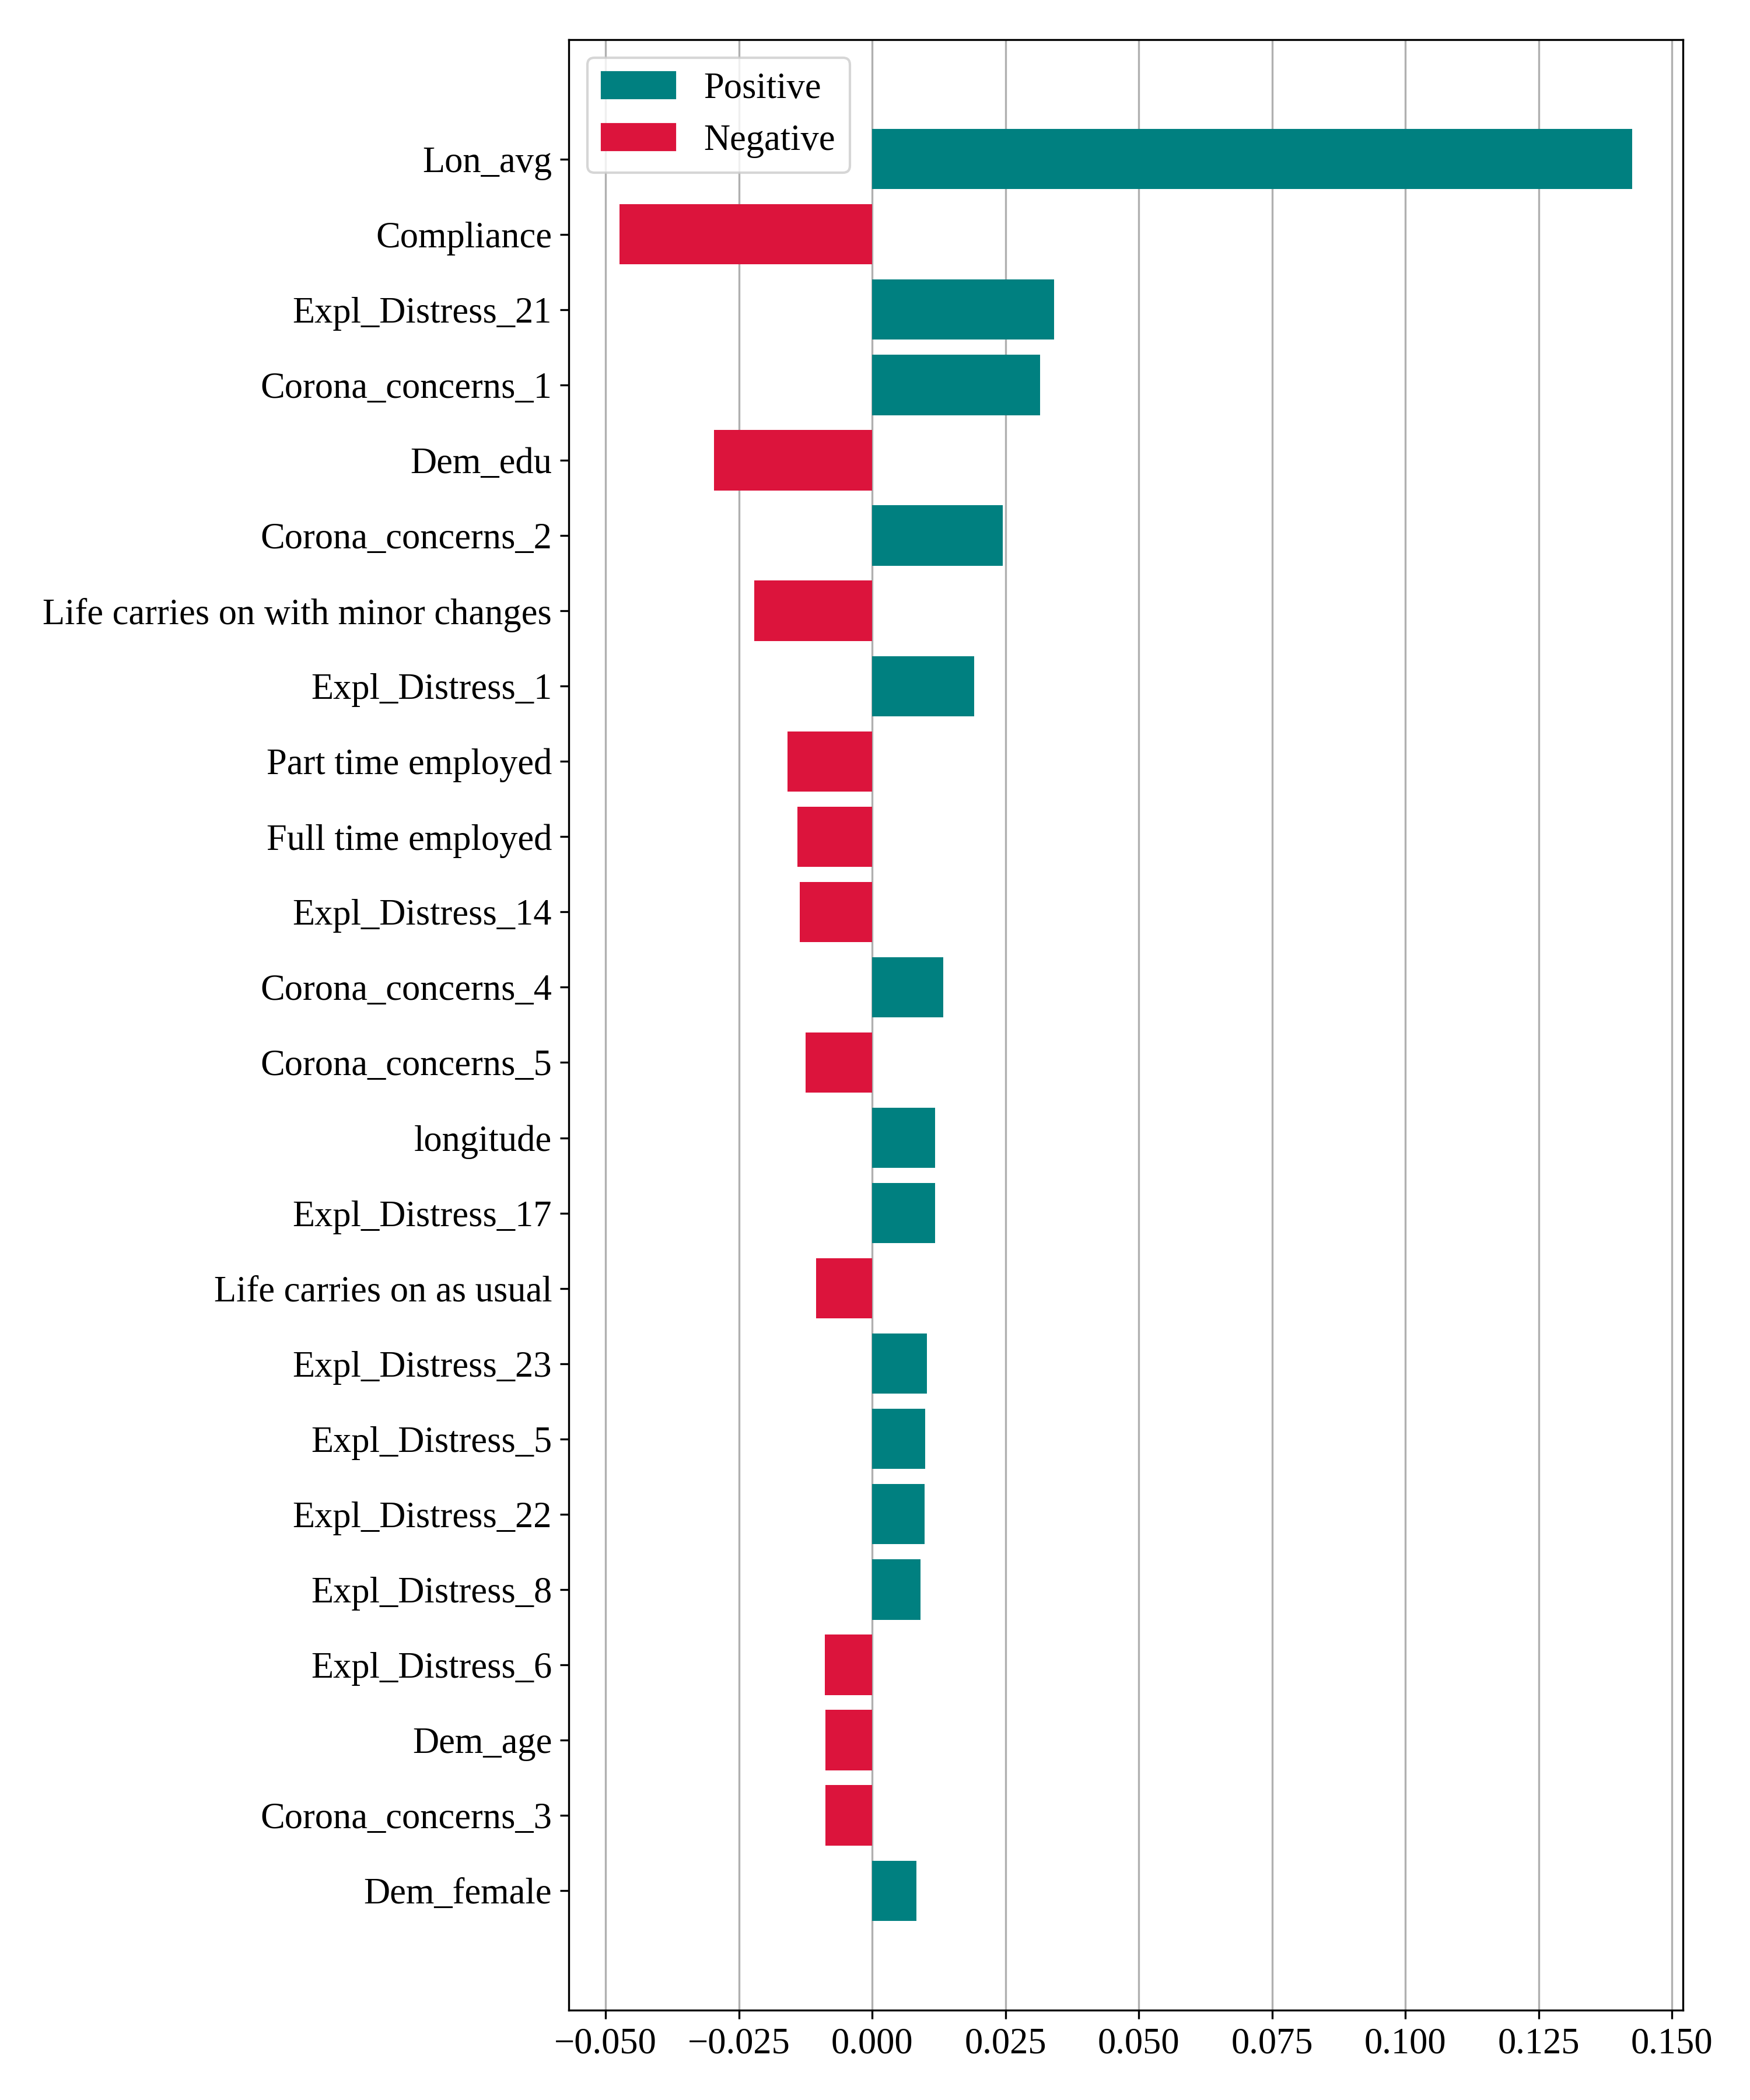 Positive
Negative
Lon_avg
Compliance
Expl_Distress_21
Corona_concerns_1
Dem_edu
Corona_concerns_2
Life carries on with minor changes
Expl_Distress_1
Part time employed
Full time employed
Expl_Distress_14
Corona_concerns_4
Corona_concerns_5
longitude
Expl_Distress_17
Life carries on as usual
Expl_Distress_23
Expl_Distress_5
Expl_Distress_22
Expl_Distress_8
Expl_Distress_6
Dem_age
Corona_concerns_3
Dem_female
−0.050 −0.025 0.000 0.025 0.050 0.075 0.100 0.125 0.150